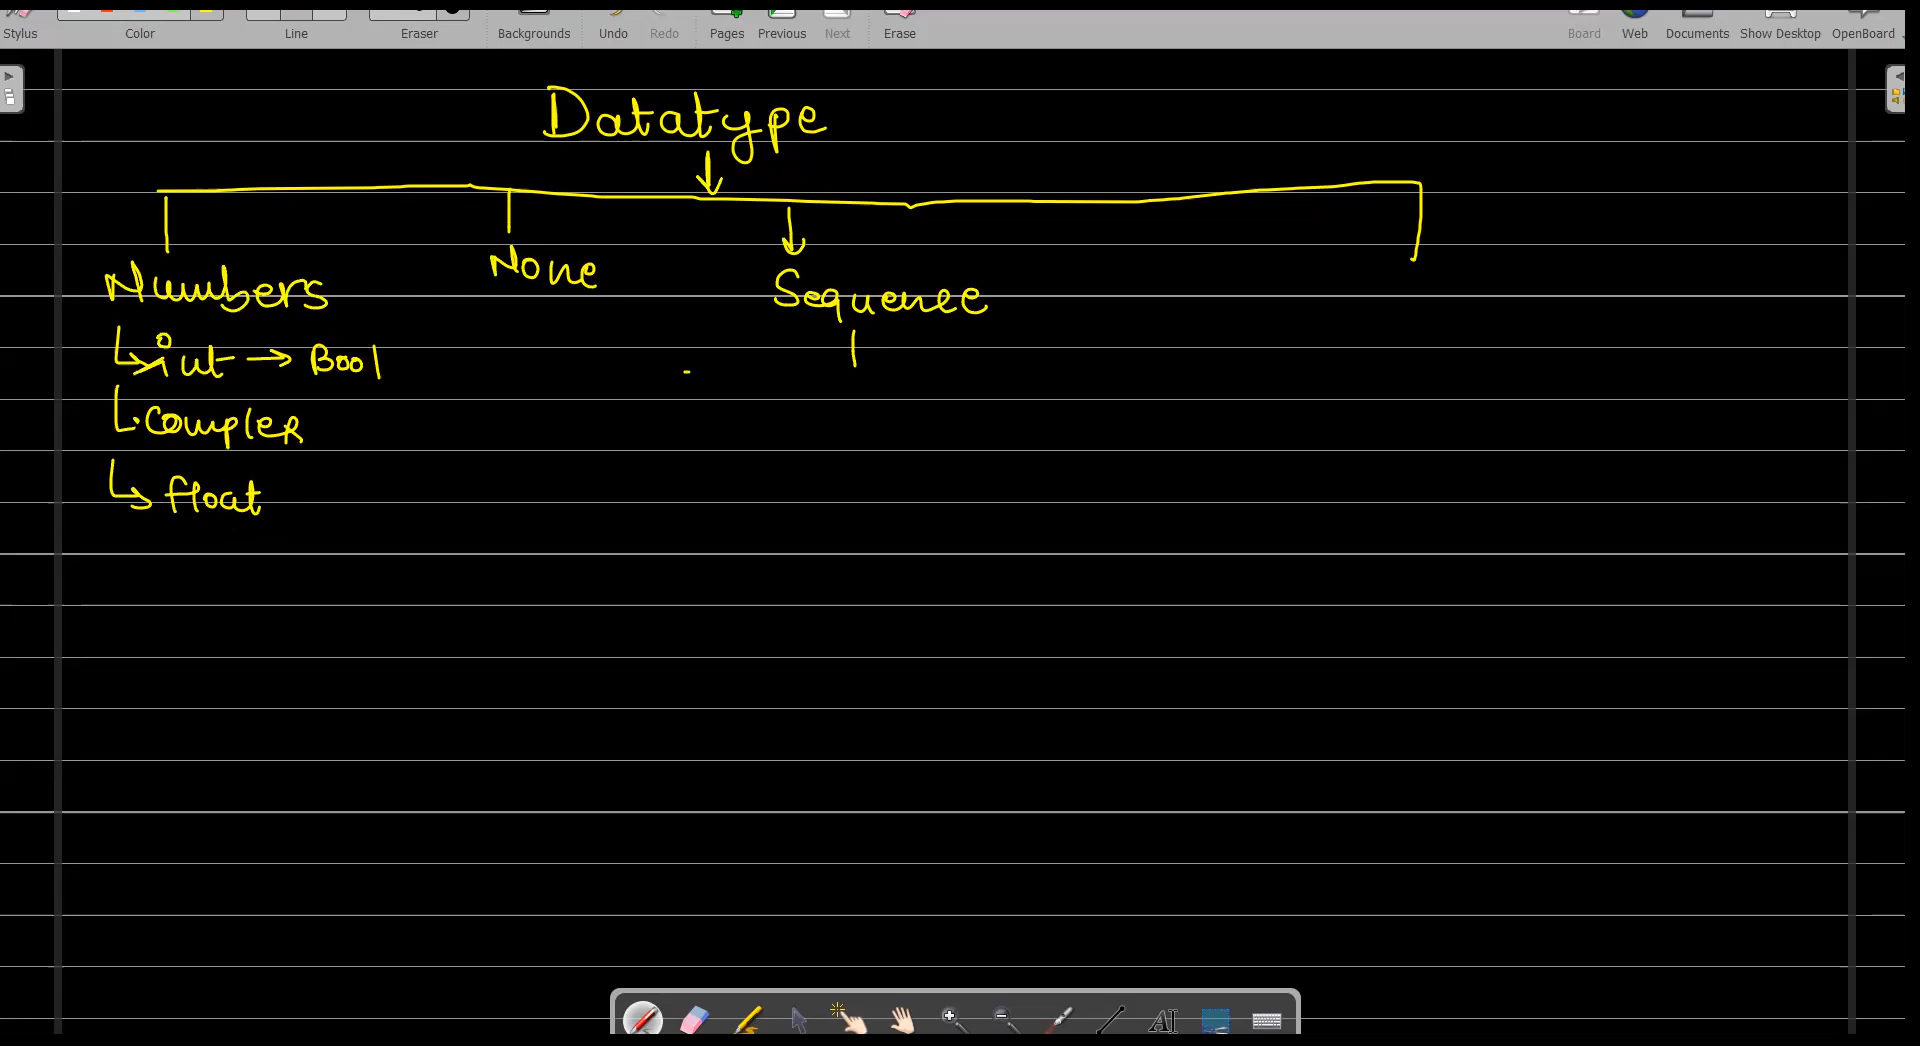 Stylus Color Line Eraser Backgrounds Undo Redo Pages Previous Next Erase Board Web Documents Show Desktop OpenBoard
Datatype
Numbers None Sequence
int → Bool
Compler
float